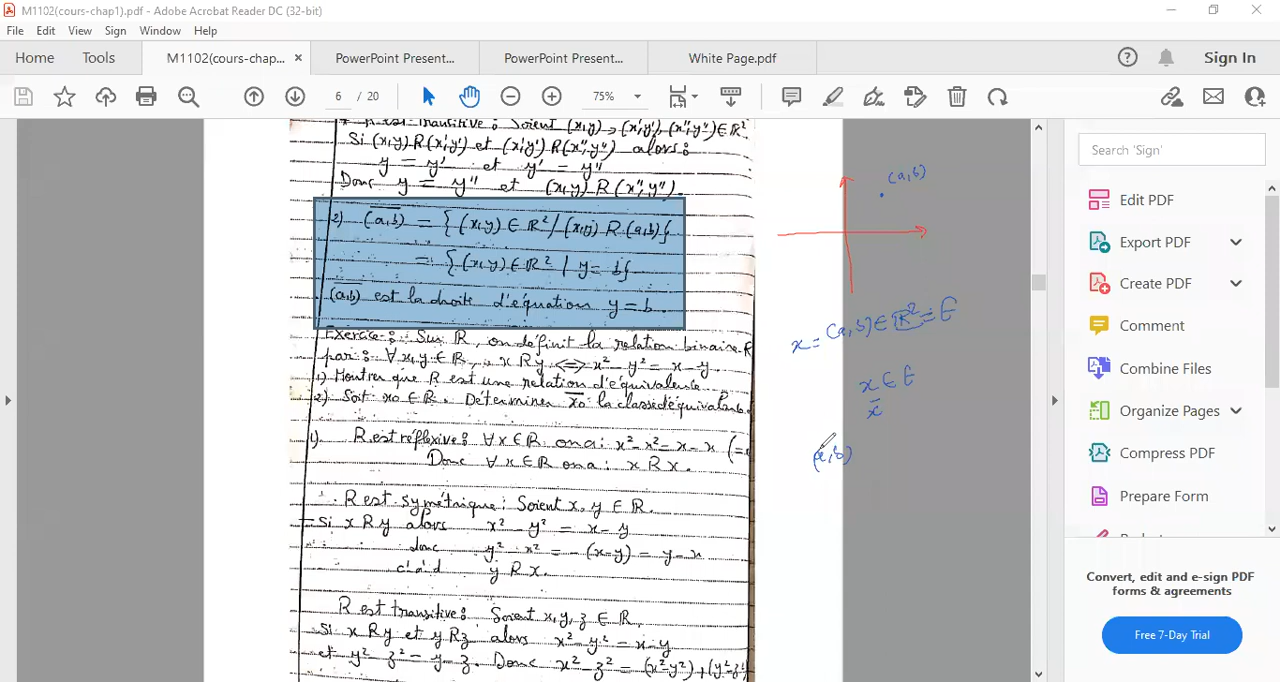 M1102(cours-chap1).pdf - Adobe Acrobat Reader DC (32-bit)
File Edit View Sign Window Help
Home Tools M1102(cours-chap... × PowerPoint Present... PowerPoint Present... White Page.pdf Sign In
6 / 20 75%
* R est transitive : Soient (x,y), (x',y'), (x",y") ∈ ℝ²
Si (x,y) R (x',y') et (x',y') R (x",y") alors :
y = y' et y' = y"
Donc y = y" et (x,y) R (x",y").
2) (a,b) = {(x,y) ∈ ℝ² / (x,y) R (a,b)}
= {(x,y) ∈ ℝ² / y = b}
(a,b) est la droite d'équation y = b.
Exercice : Sur ℝ, on définit la relation binaire R
par : ∀ x,y ∈ ℝ, x R y ⟺ x² - y² = x - y.
1) Montrer que R est une relation d'équivalence.
2) Soit x0 ∈ ℝ. Déterminer x̄0 la classe d'équivalence
1) R est réflexive : ∀ x ∈ ℝ on a : x² - x² = x - x (=
Donc ∀ x ∈ ℝ on a : x R x.
. R est symétrique : Soient x, y ∈ ℝ.
Si x R y alors x² - y² = x - y
donc y² - x² = -(x-y) = y - x
c'à d y R x.
R est transitive : Soient x, y, z ∈ ℝ,
Si x R y et y R z alors x² - y² = x - y
et y² - z² = y - z. Donc x² - z² = (x² - y²) + (y² - z²)
(a,b)
x = (a,b) ∈ ℝ² = E
x ∈ E
x̄
(a,b)
Search 'Sign'
Edit PDF
Export PDF
Create PDF
Comment
Combine Files
Organize Pages
Compress PDF
Prepare Form
Convert, edit and e-sign PDF
forms & agreements
Free 7-Day Trial